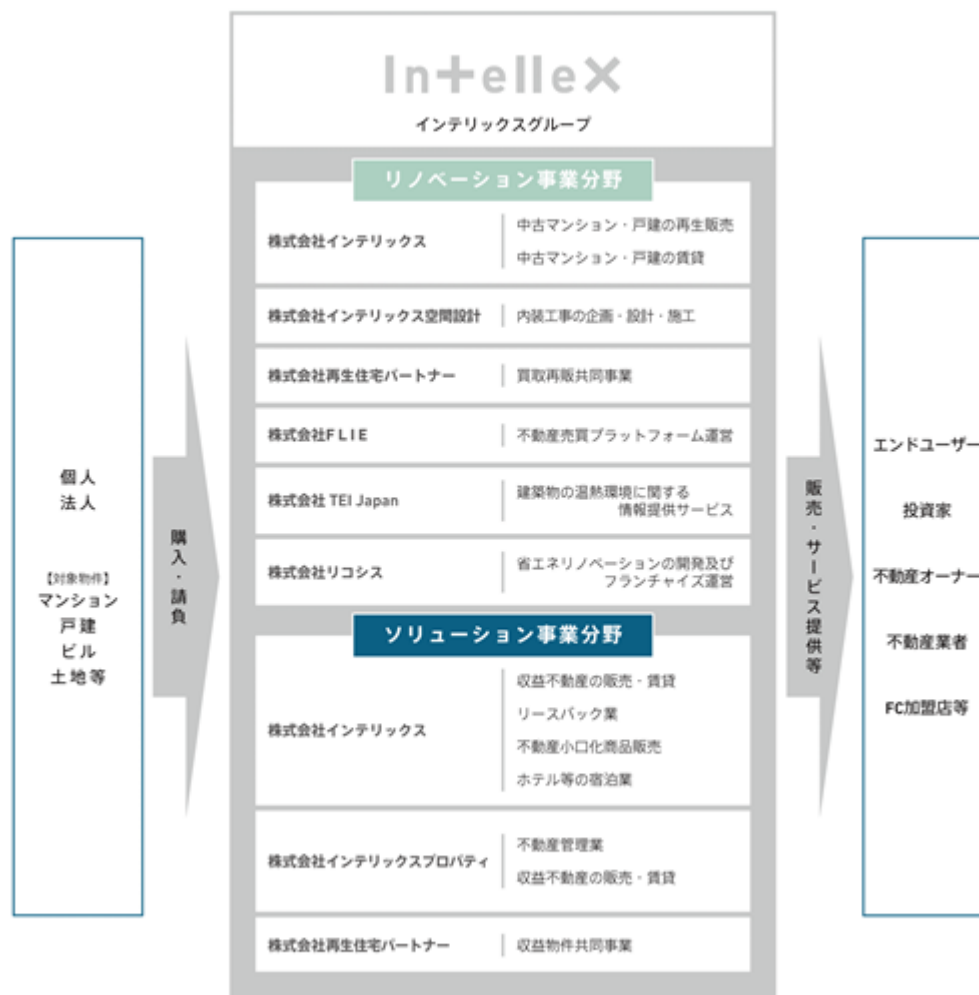 Intellex
インテリックスグループ
個人
法人
【対象物件】
マンション
戸建
ビル
土地等
購入・請負
リノベーション事業分野
株式会社インテリックス
中古マンション・戸建の再生販売
中古マンション・戸建の賃貸
株式会社インテリックス空間設計
内装工事の企画・設計・施工
株式会社再生住宅パートナー
買取再販共同事業
株式会社FLIE
不動産売買プラットフォーム運営
株式会社 TEI Japan
建築物の温熱環境に関する
情報提供サービス
株式会社リコシス
省エネリノベーションの開発及び
フランチャイズ運営
ソリューション事業分野
株式会社インテリックス
収益不動産の販売・賃貸
リースバック業
不動産小口化商品販売
ホテル等の宿泊業
株式会社インテリックスプロパティ
不動産管理業
収益不動産の販売・賃貸
株式会社再生住宅パートナー
収益物件共同事業
販売・サービス提供等
エンドユーザー
投資家
不動産オーナー
不動産業者
FC加盟店等